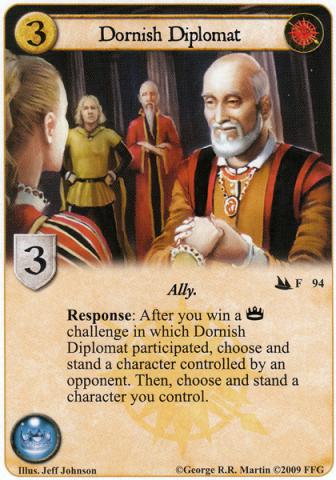 3 Dornish Diplomat
3
Ally.
F 94
Response: After you win a
challenge in which Dornish
Diplomat participated, choose and
stand a character controlled by an
opponent. Then, choose and stand a
character you control.
Illus. Jeff Johnson ©George R.R. Martin ©2009 FFG